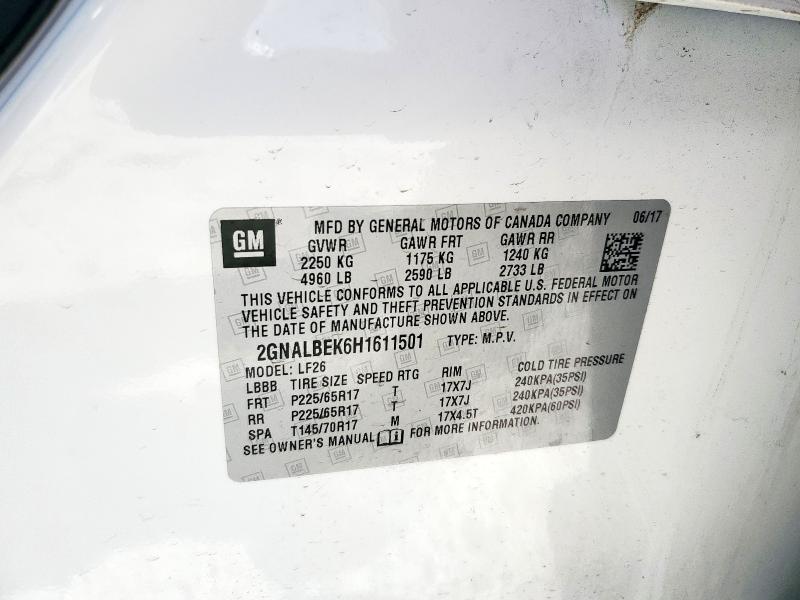 GM ® MFD BY GENERAL MOTORS OF CANADA COMPANY 06/17
GVWR GAWR FRT GAWR RR
2250 KG 1175 KG 1240 KG
4960 LB 2590 LB 2733 LB
THIS VEHICLE CONFORMS TO ALL APPLICABLE U.S. FEDERAL MOTOR
VEHICLE SAFETY AND THEFT PREVENTION STANDARDS IN EFFECT ON
THE DATE OF MANUFACTURE SHOWN ABOVE.
2GNALBEK6H1611501 TYPE: M.P.V.
MODEL: LF26
LBBB TIRE SIZE SPEED RTG RIM COLD TIRE PRESSURE
FRT P225/65R17 T 17X7J 240KPA(35PSI)
RR P225/65R17 T 17X7J 240KPA(35PSI)
SPA T145/70R17 M 17X4.5T 420KPA(60PSI)
SEE OWNER'S MANUAL FOR MORE INFORMATION.